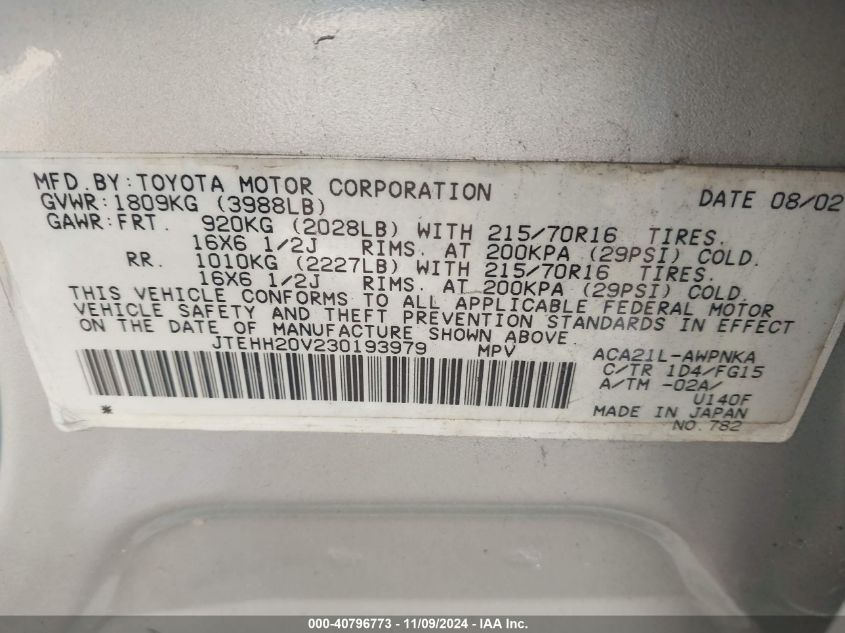 MFD. BY: TOYOTA MOTOR CORPORATION DATE 08/02
GVWR: 1809KG (3988LB)
GAWR: FRT. 920KG (2028LB) WITH 215/70R16 TIRES.
16X6 1/2J RIMS. AT 200KPA (29PSI) COLD.
RR. 1010KG (2227LB) WITH 215/70R16 TIRES.
16X6 1/2J RIMS. AT 200KPA (29PSI) COLD.
THIS VEHICLE CONFORMS TO ALL APPLICABLE FEDERAL MOTOR
VEHICLE SAFETY AND THEFT PREVENTION STANDARDS IN EFFECT
ON THE DATE OF MANUFACTURE SHOWN ABOVE.
JTEHH20V230193979 MPV
ACA21L-AWPNKA
C/TR 1D4/FG15
A/TM -02A/
U140F
MADE IN JAPAN
NO. 782
*
000-40796773 - 11/09/2024 - IAA Inc.